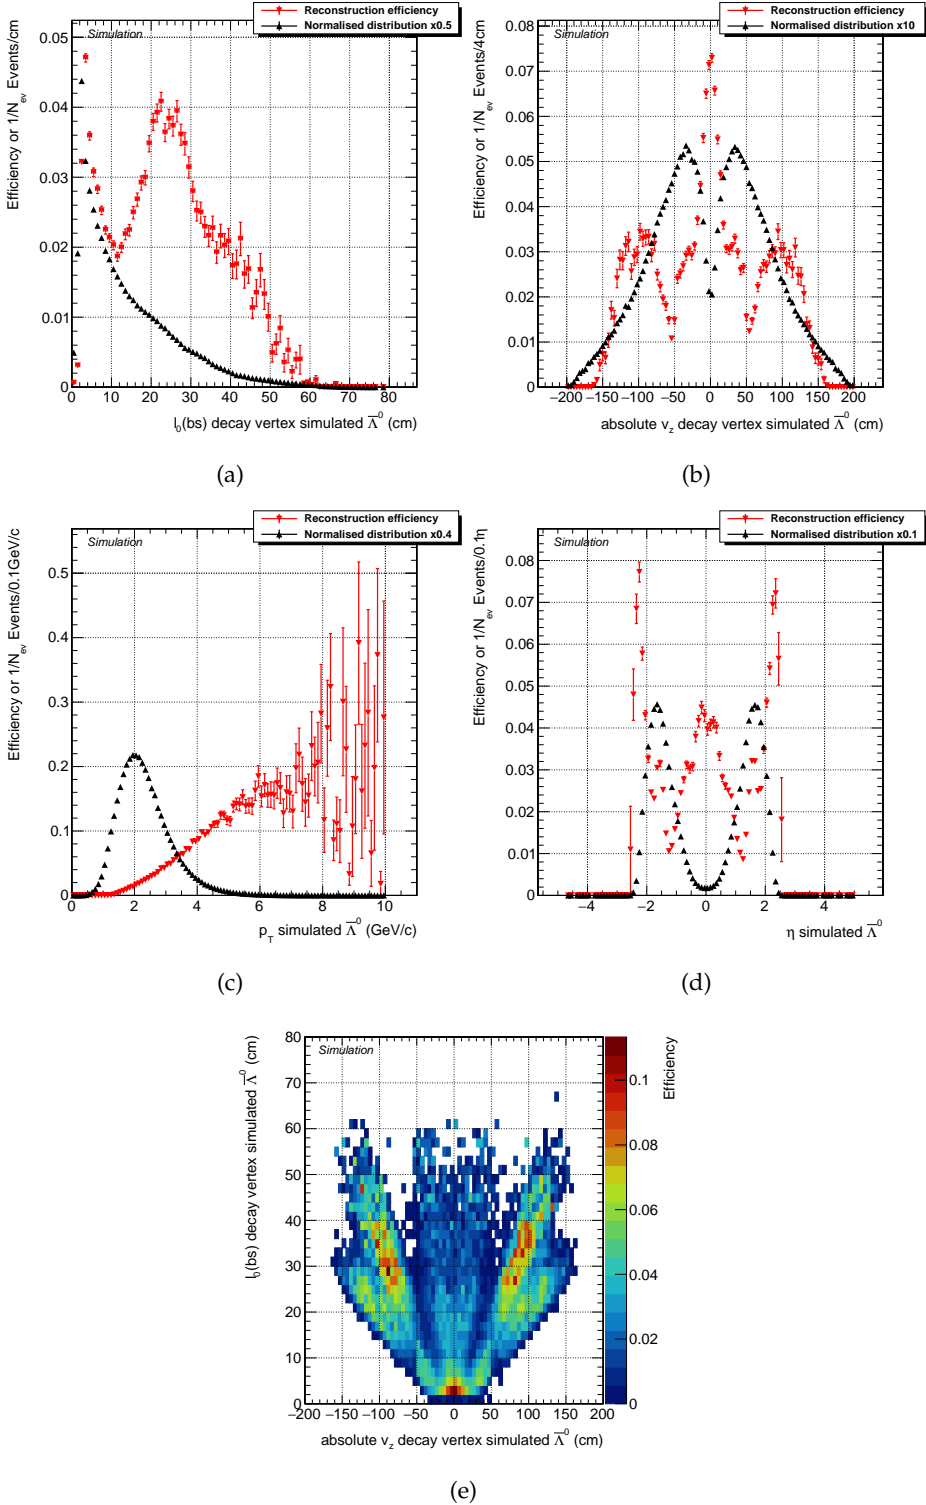 Reconstruction efficiency
Normalised distribution x0.5
Simulation
Efficiency or 1/N_ev Events/cm
0.05
0.04
0.03
0.02
0.01
0
0 10 20 30 40 50 60 70 80
l_0(bs) decay vertex simulated Λ̅^0 (cm)
(a)
Reconstruction efficiency
Normalised distribution x10
Simulation
Efficiency or 1/N_ev Events/4cm
0.08
0.07
0.06
0.05
0.04
0.03
0.02
0.01
0
−200 −150 −100 −50 0 50 100 150 200
absolute v_z decay vertex simulated Λ̅^0 (cm)
(b)
Reconstruction efficiency
Normalised distribution x0.4
Simulation
Efficiency or 1/N_ev Events/0.1GeV/c
0.5
0.4
0.3
0.2
0.1
0
0 2 4 6 8 10
p_T simulated Λ̅^0 (GeV/c)
(c)
Reconstruction efficiency
Normalised distribution x0.1
Simulation
Efficiency or 1/N_ev Events/0.1η
0.08
0.07
0.06
0.05
0.04
0.03
0.02
0.01
0
−4 −2 0 2 4
η simulated Λ̅^0
(d)
Simulation
l_0(bs) decay vertex simulated Λ̅^0 (cm)
80
70
60
50
40
30
20
10
0
−200 −150 −100 −50 0 50 100 150 200
absolute v_z decay vertex simulated Λ̅^0 (cm)
Efficiency
0.1
0.08
0.06
0.04
0.02
0
(e)